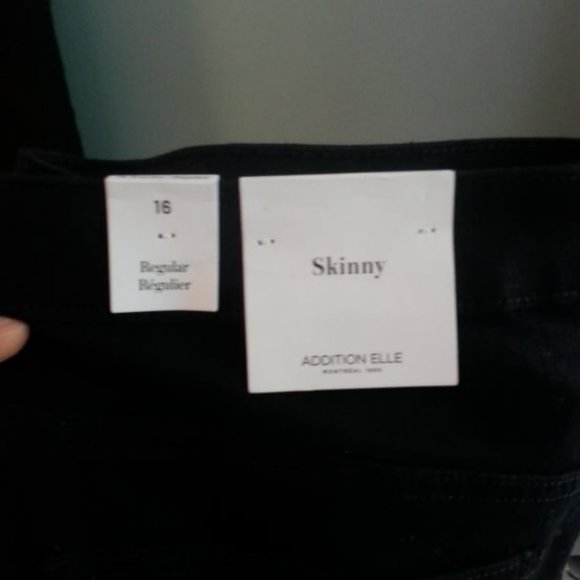 16
Regular
Régulier
Skinny
ADDITION ELLE